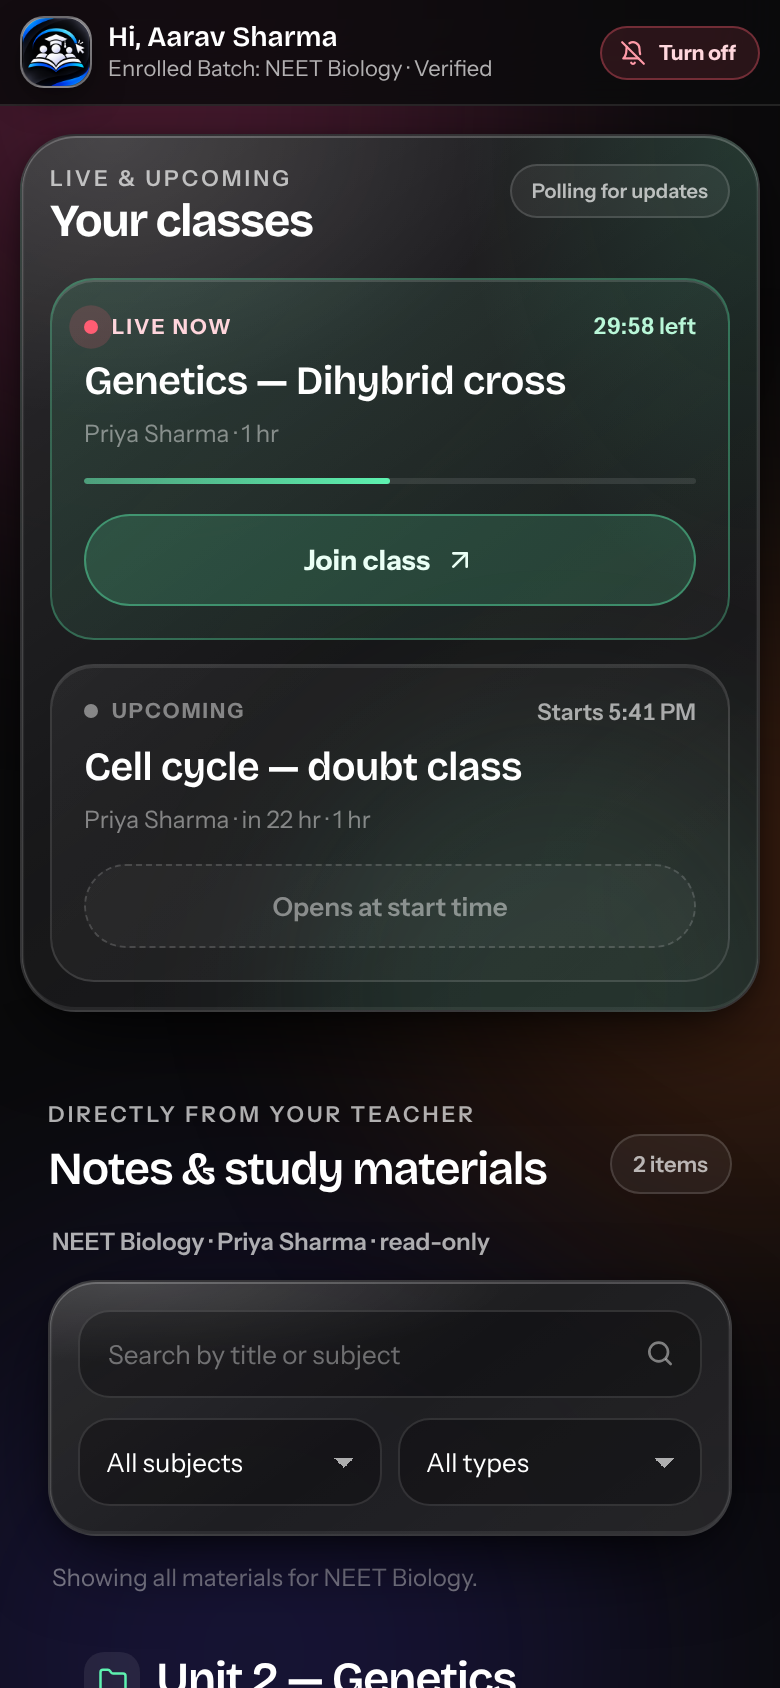 Hi, Aarav Sharma
Enrolled Batch: NEET Biology · Verified
Turn off
LIVE & UPCOMING
Your classes
Polling for updates
LIVE NOW
29:58 left
Genetics — Dihybrid cross
Priya Sharma · 1 hr
Join class
UPCOMING
Starts 5:41 PM
Cell cycle — doubt class
Priya Sharma · in 22 hr · 1 hr
Opens at start time
DIRECTLY FROM YOUR TEACHER
Notes & study materials
2 items
NEET Biology · Priya Sharma · read-only
Search by title or subject
All subjects
All types
Showing all materials for NEET Biology.
Unit 2 — Genetics